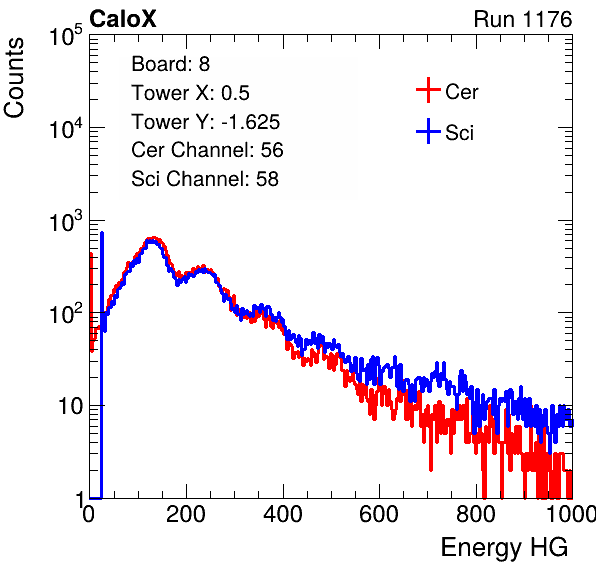 CaloX Run 1176
Counts
10^5
10^4
10^3
10^2
10
1
Board: 8
Tower X: 0.5
Tower Y: -1.625
Cer Channel: 56
Sci Channel: 58
Cer
Sci
0 200 400 600 800 1000
Energy HG